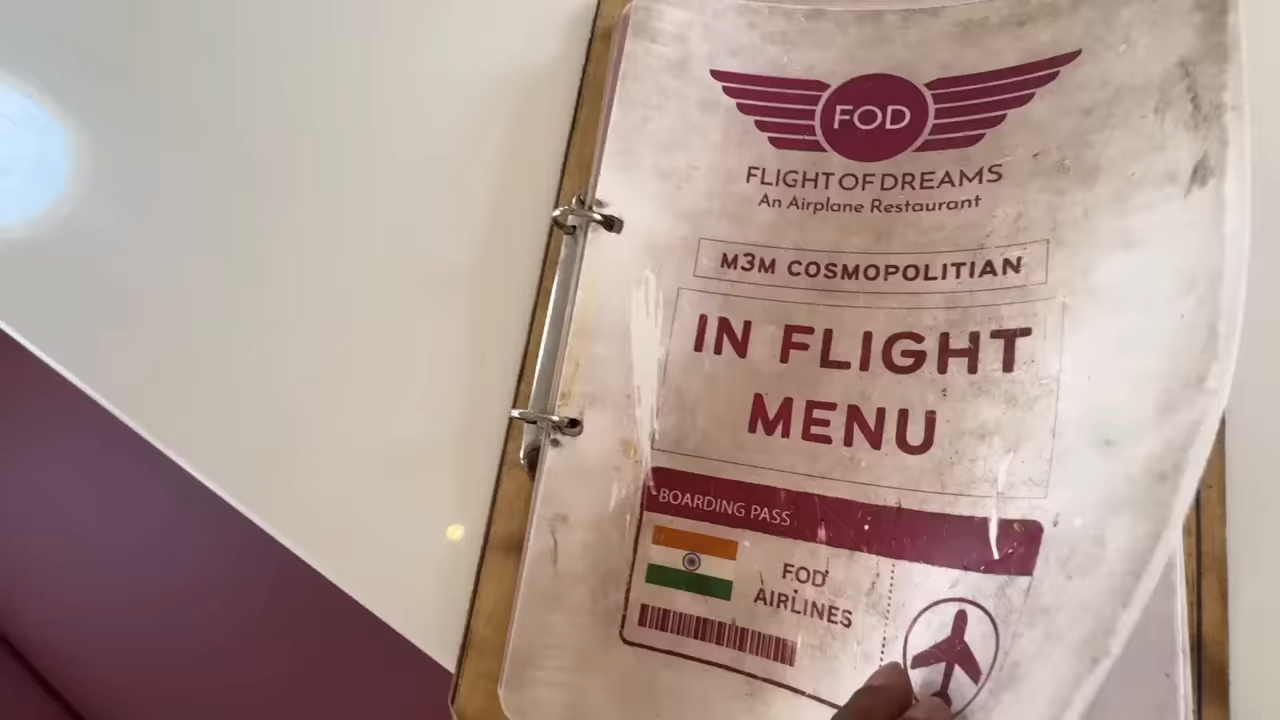 FOD
FLIGHT OF DREAMS
An Airplane Restaurant
M3M COSMOPOLITIAN
IN FLIGHT
MENU
BOARDING PASS
FOD
AIRLINES